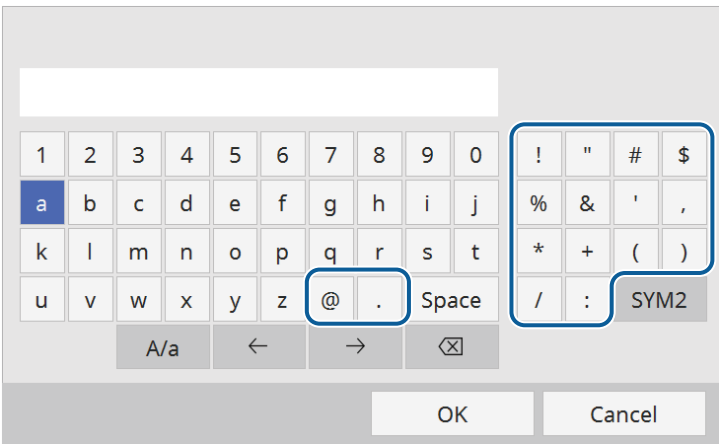 1 2 3 4 5 6 7 8 9 0 ! " # $
a b c d e f g h i j % & ' ,
k l m n o p q r s t * + ( )
u v w x y z @ . Space / : SYM2
A/a ← → ⌫
OK Cancel